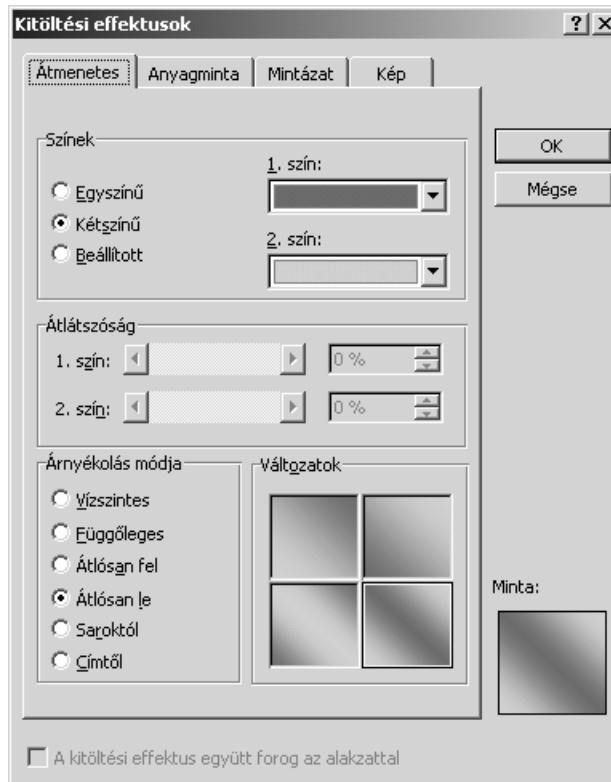 Kitöltési effektusok
Átmenetes Anyagminta Mintázat Kép
Színek
Egyszínű
Kétszínű
Beállított
1. szín:
2. szín:
OK
Mégse
Átlátszóság
1. szín: 0 %
2. szín: 0 %
Árnyékolás módja
Vízszintes
Függőleges
Átlósan fel
Átlósan le
Saroktól
Címtől
Változatok
Minta:
A kitöltési effektus együtt forog az alakzattal